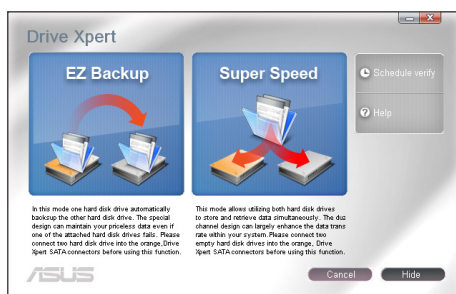 Drive Xpert
EZ Backup
Super Speed
Schedule verify
Help
In this mode one hard disk drive automatically
backsup the other hard disk drive. The special
design can maintain your priceless data even if
one of the attached hard disk drives fails. Please
connect two hard disk drive into the orange, Drive
Xpert SATA connectors before using this function.
This mode allows utilizing both hard disk drives
to store and retrieve data simultaneously. The dua
channel design can largely enhance the data trans
rate within your system. Please connect two
empty hard disk drives into the orange, Drive
Xpert SATA connectors before using this function.
ASUS
Cancel
Hide